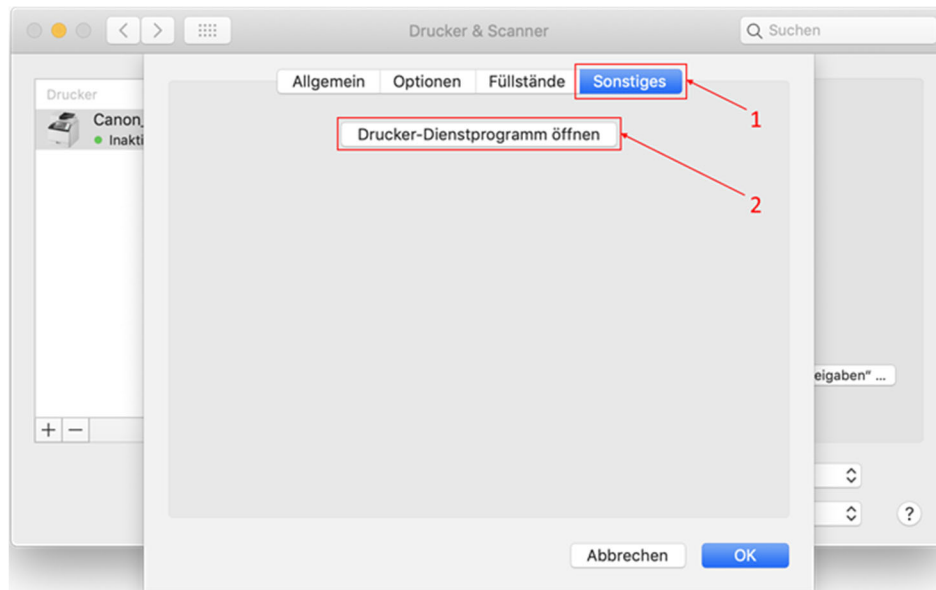 Drucker & Scanner
Suchen
Allgemein Optionen Füllstände Sonstiges
1
Drucker
Canon_
Inakti
Drucker-Dienstprogramm öffnen
2
eigaben“ ...
+ −
?
Abbrechen OK